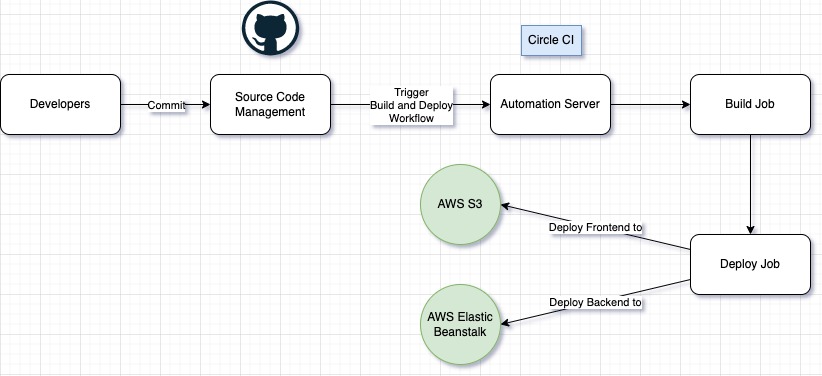 Circle CI
Developers
Commit
Source Code
Management
Trigger
Build and Deploy
Workflow
Automation Server
Build Job
AWS S3
Deploy Frontend to
Deploy Job
Deploy Backend to
AWS Elastic
Beanstalk